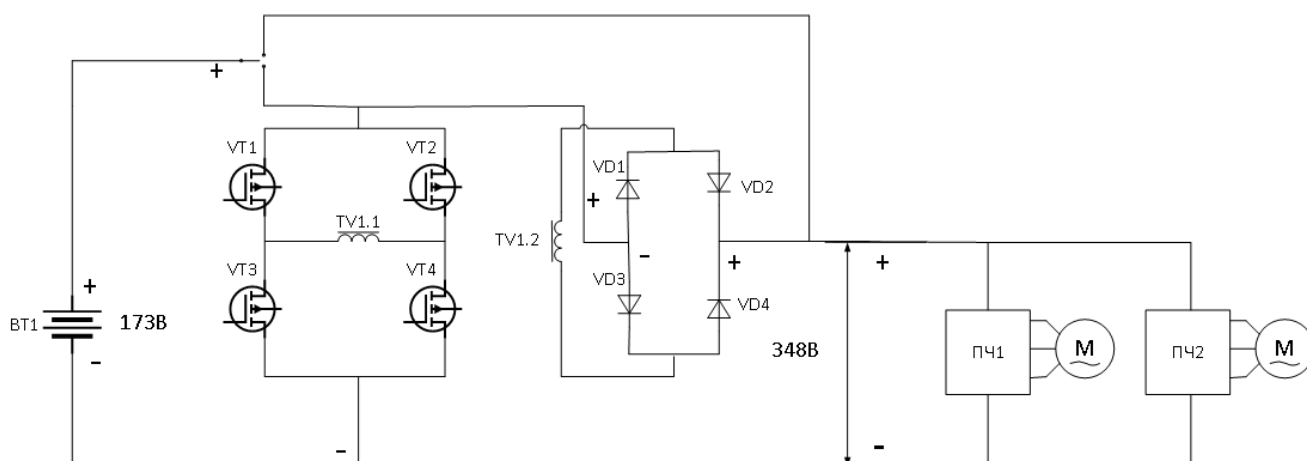 +
VT1
VT2
VD1
VD2
+
TV1.1
TV1.2
-
+
+
VT3
VT4
VD3
VD4
+
BT1
173В
348В
ПЧ1
М
ПЧ2
М
-
-
-